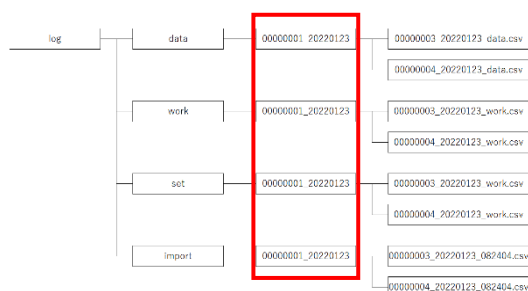 log data 00000001_20220123 00000003_20220123_data.csv
00000004_20220123_data.csv
work 00000001_20220123 00000003_20220123_work.csv
00000004_20220123_work.csv
set 00000001_20220123 00000003_20220123_work.csv
00000004_20220123_work.csv
import 00000001_20220123 00000003_20220123_082404.csv
00000004_20220123_082404.csv